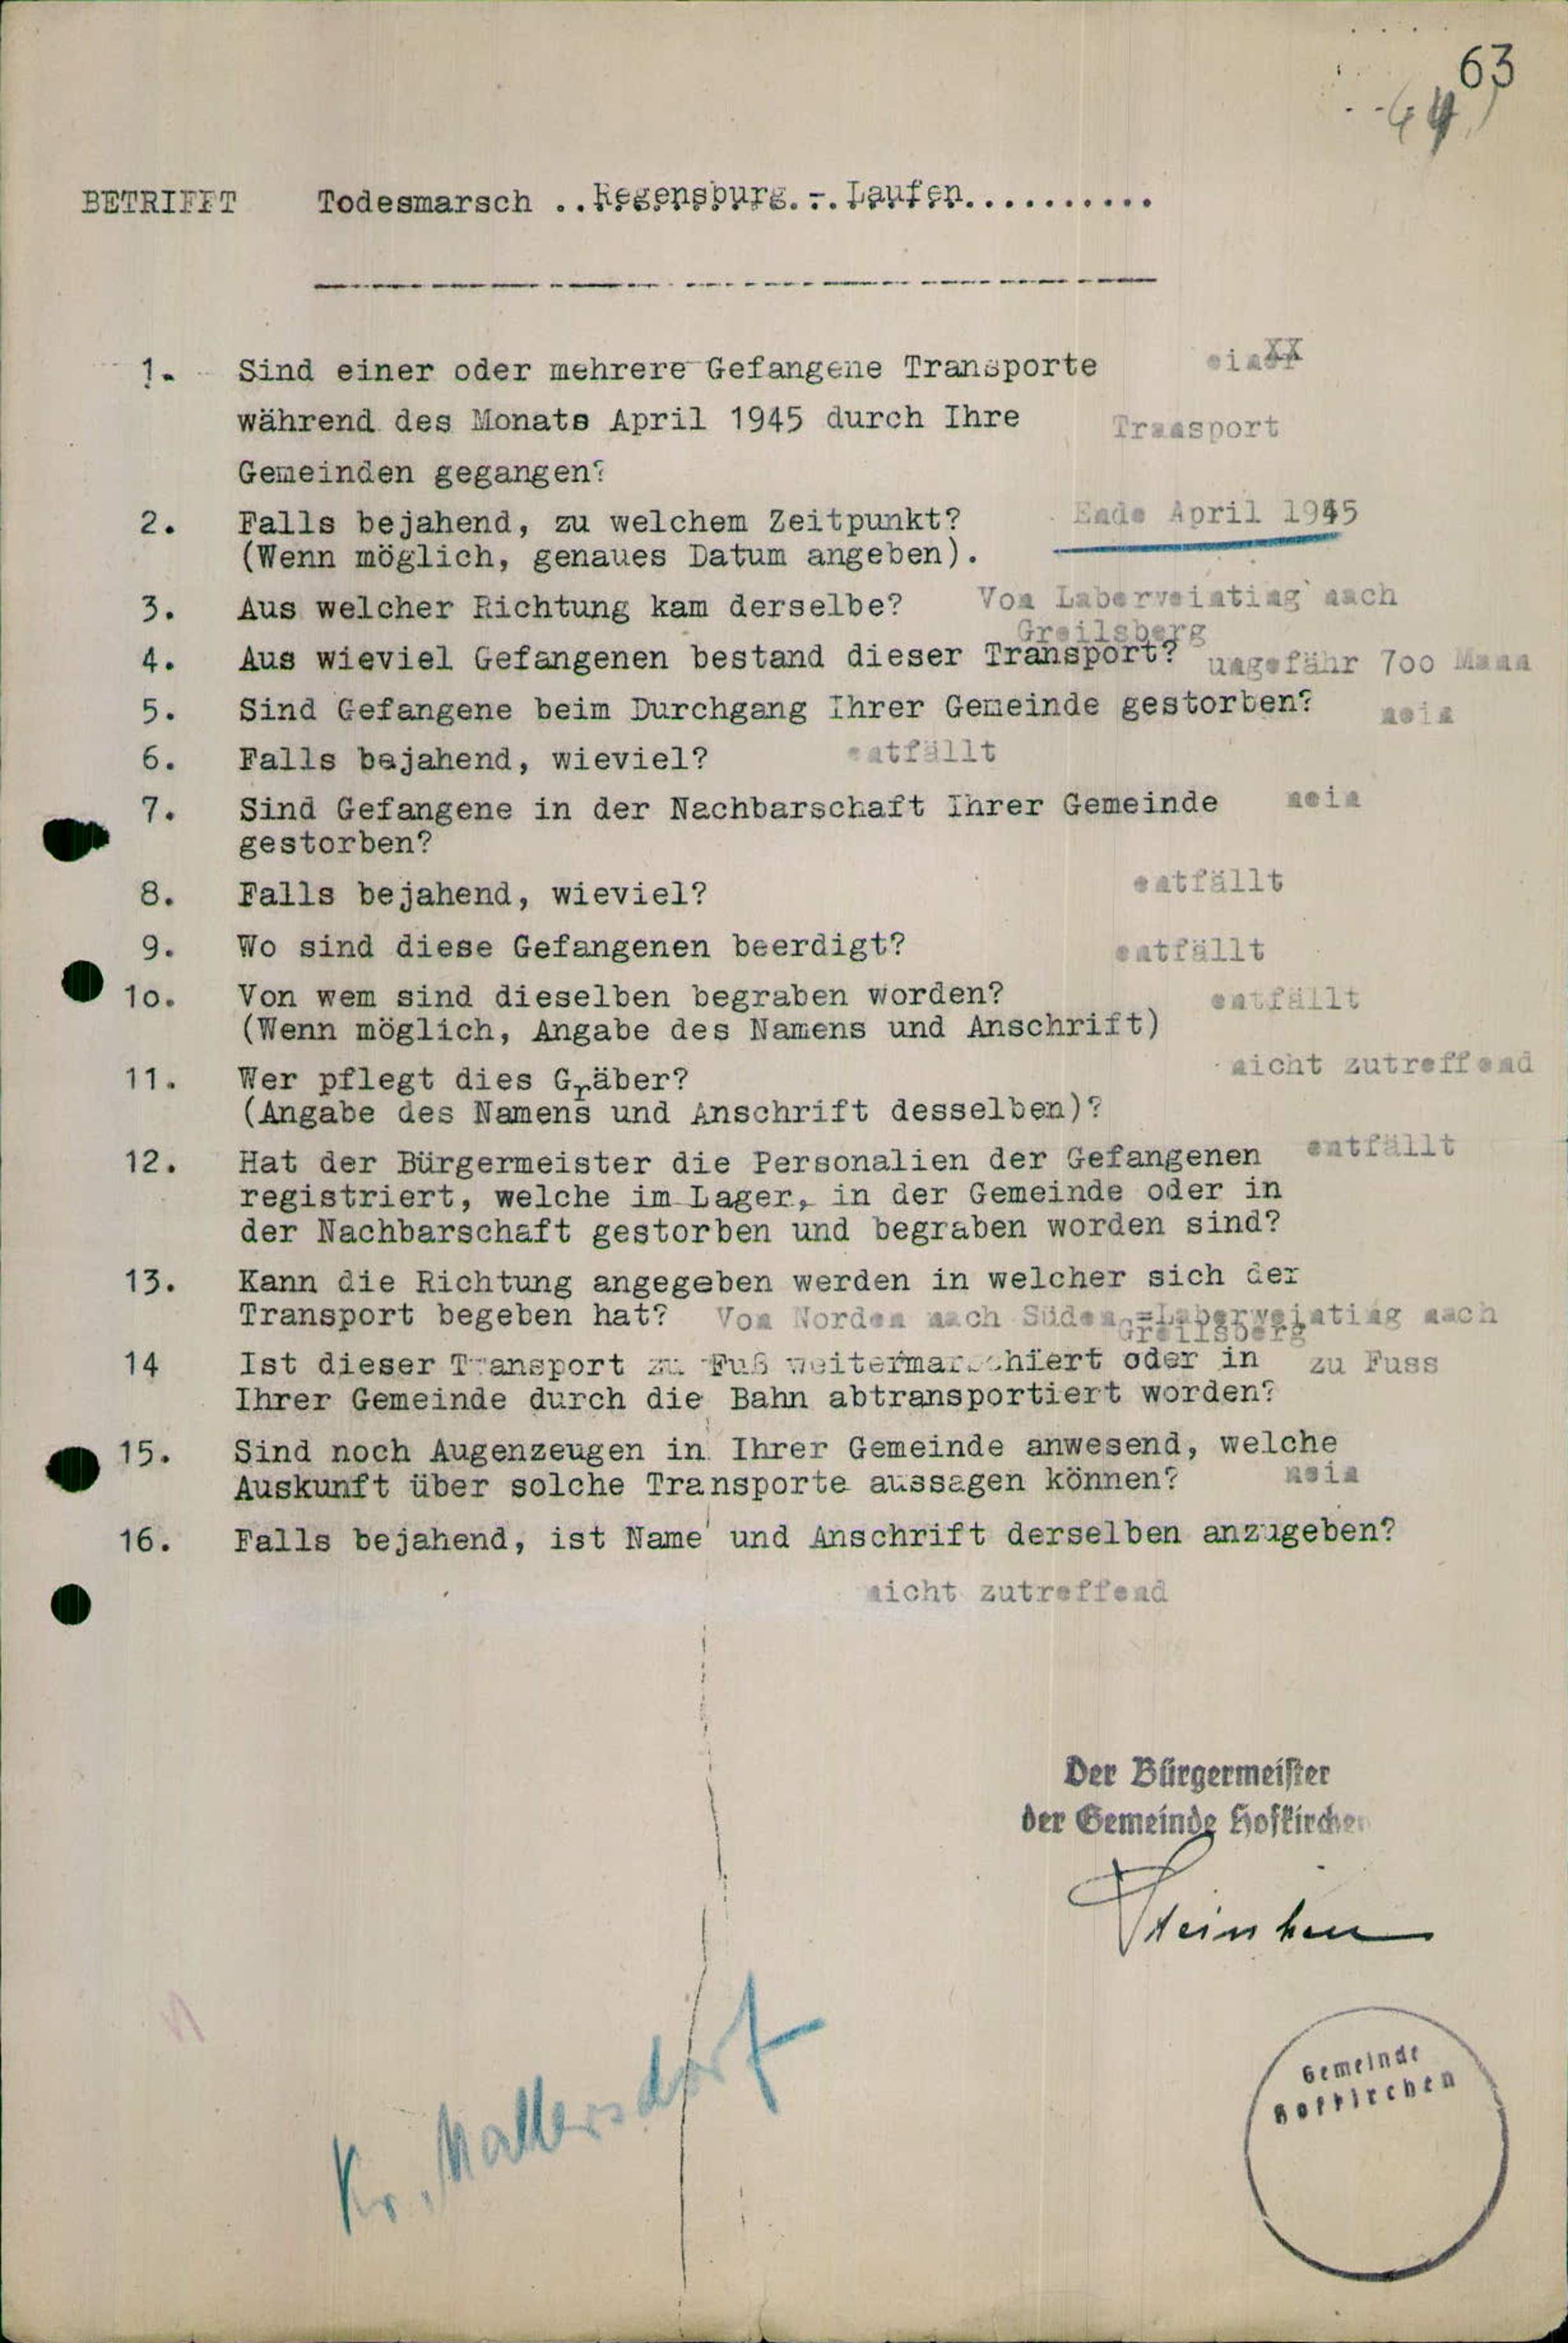 63
BETRIFFT Todesmarsch ..Regensburg.-.Laufen..........
1. Sind einer oder mehrere Gefangene Transporte
während des Monats April 1945 durch Ihre Transport
Gemeinden gegangen?
2. Falls bejahend, zu welchem Zeitpunkt? Ende April 1945
(Wenn möglich, genaues Datum angeben).
3. Aus welcher Richtung kam derselbe? Von Laberweinting nach
Greilsberg
4. Aus wieviel Gefangenen bestand dieser Transport? ungefähr 7oo Mann
5. Sind Gefangene beim Durchgang Ihrer Gemeinde gestorben? nein
6. Falls bejahend, wieviel? entfällt
7. Sind Gefangene in der Nachbarschaft Ihrer Gemeinde nein
gestorben?
8. Falls bejahend, wieviel? entfällt
9. Wo sind diese Gefangenen beerdigt? entfällt
1o. Von wem sind dieselben begraben worden? entfällt
(Wenn möglich, Angabe des Namens und Anschrift)
11. Wer pflegt dies Gräber? nicht zutreffend
(Angabe des Namens und Anschrift desselben)?
12. Hat der Bürgermeister die Personalien der Gefangenen entfällt
registriert, welche im Lager, in der Gemeinde oder in
der Nachbarschaft gestorben und begraben worden sind?
13. Kann die Richtung angegeben werden in welcher sich der
Transport begeben hat? Von Norden nach Süden =Laberweinting nach
Greilsberg
14 Ist dieser Transport zu Fuß weitermarschiert oder in zu Fuss
Ihrer Gemeinde durch die Bahn abtransportiert worden?
15. Sind noch Augenzeugen in Ihrer Gemeinde anwesend, welche
Auskunft über solche Transporte aussagen können? nein
16. Falls bejahend, ist Name und Anschrift derselben anzugeben?
nicht zutreffend
Der Bürgermeister
der Gemeinde Hofkirchen
Kr. Mallersdorf
Gemeinde
Hofkirchen